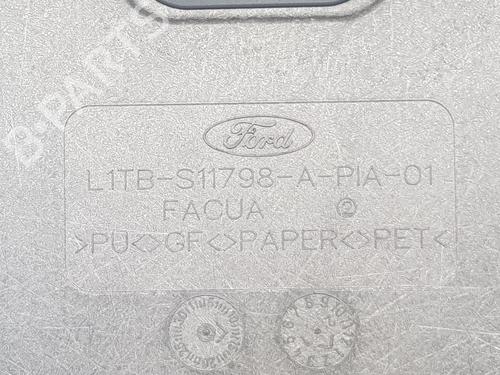 B-PARTS
Ford
L1TB-S11798-A-PIA-01
FACUA ©
>PU<>GF<>PAPER<>PET<